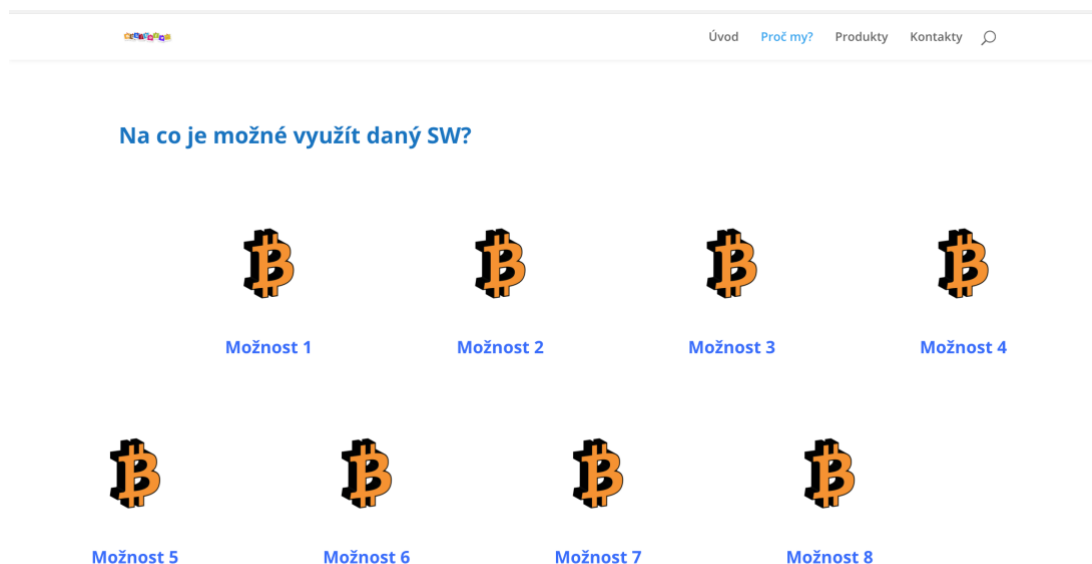 Úvod Proč my? Produkty Kontakty
Na co je možné využít daný SW?
Možnost 1 Možnost 2 Možnost 3 Možnost 4
Možnost 5 Možnost 6 Možnost 7 Možnost 8